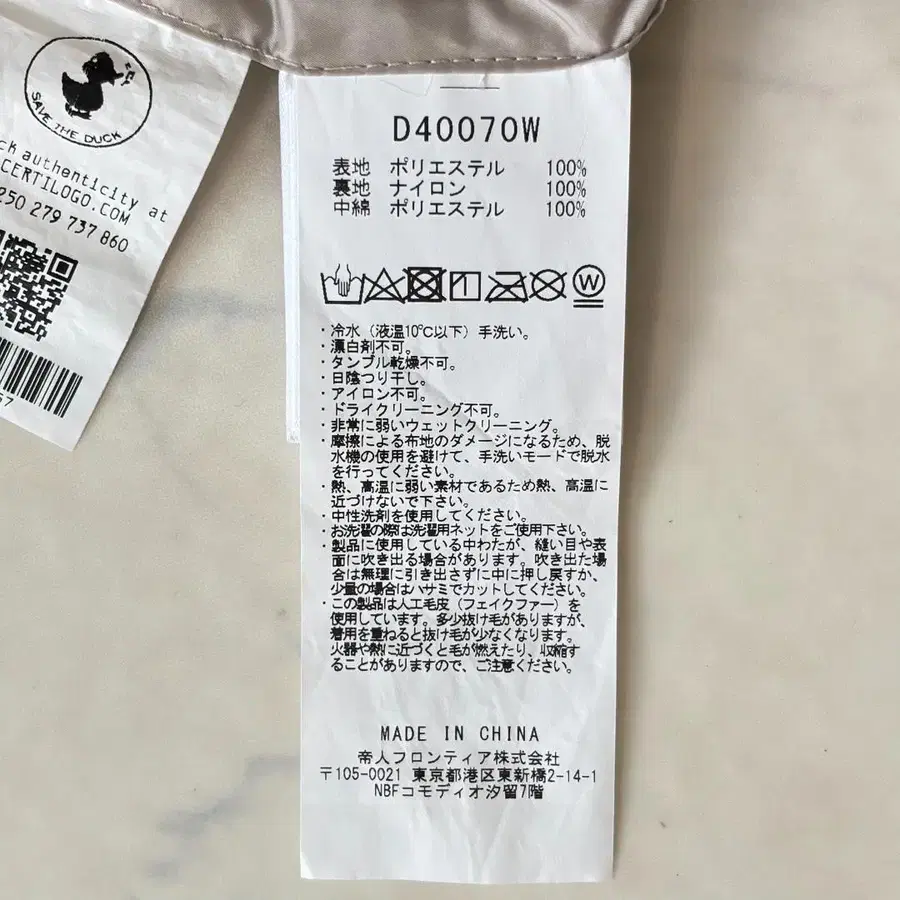 SAVE THE DUCK
ck authenticity at
CERTILOGO.COM
250 279 737 860
D40070W
表地 ポリエステル 100%
裏地 ナイロン 100%
中綿 ポリエステル 100%
W
・冷水（液温10℃以下）手洗い。
・漂白剤不可。
・タンブル乾燥不可。
・日陰つり干し。
・アイロン不可。
・ドライクリーニング不可。
・非常に弱いウェットクリーニング。
・摩擦による布地のダメージになるため、脱
水機の使用を避けて、手洗いモードで脱水
を行ってください。
・熱、高温に弱い素材であるため熱、高温に
近づけないで下さい。
・中性洗剤を使用してください。
・お洗濯の際は洗濯用ネットをご使用下さい。
・製品に使用している中わたが、縫い目や表
面に吹き出る場合があります。吹き出た場
合は無理に引き出さずに中に押し戻すか、
少量の場合はハサミでカットしてください。
・この製品は人工毛皮（フェイクファー）を
使用しています。多少抜け毛がありますが、
着用を重ねると抜け毛が少なくなります。
火器や熱に近づくと毛が燃えたり、収縮す
ることがありますので、ご注意ください。
MADE IN CHINA
帝人フロンティア株式会社
〒105-0021 東京都港区東新橋2-14-1
NBFコモディオ汐留7階